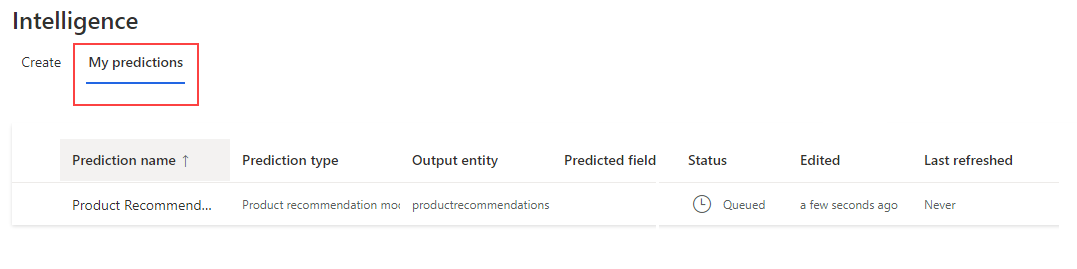 Intelligence
Create My predictions
Prediction name ↑ Prediction type Output entity Predicted field Status Edited Last refreshed
Product Recommend... Product recommendation moc productrecommendations Queued a few seconds ago Never